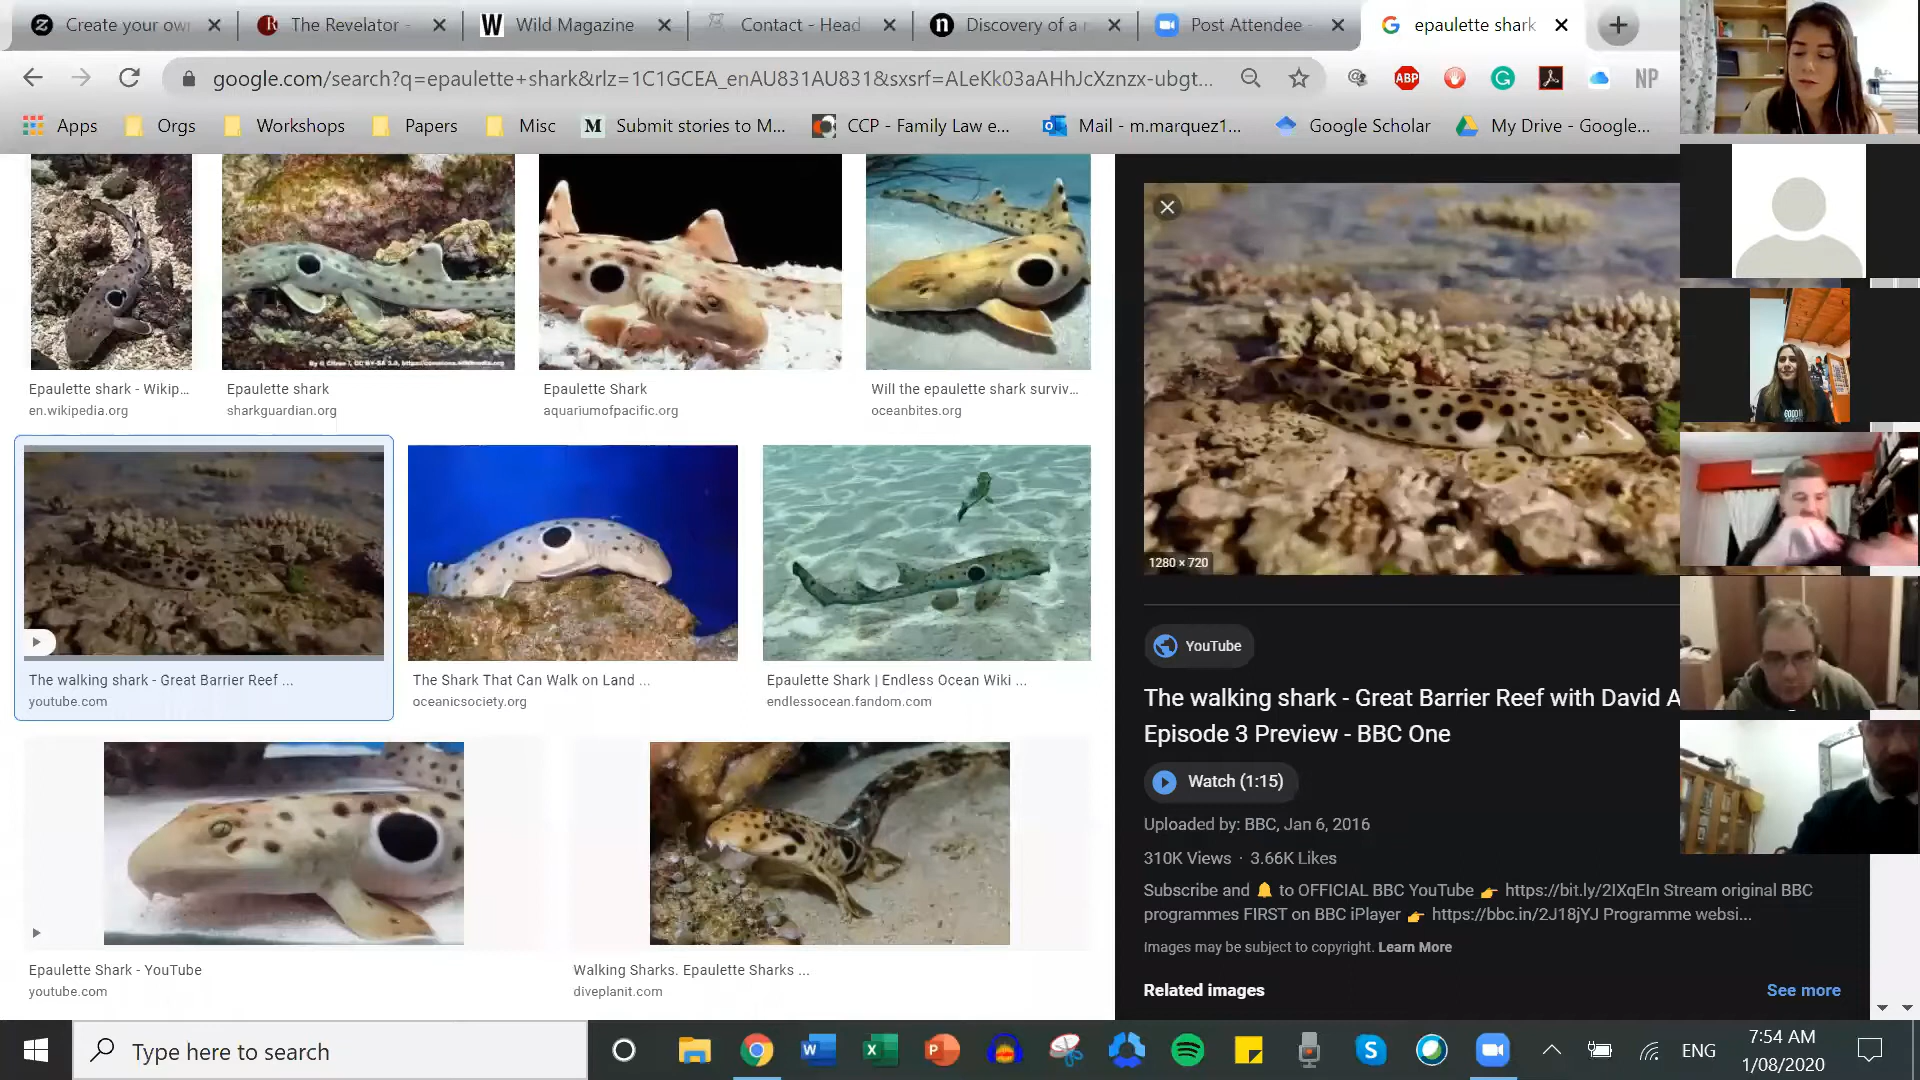 Create your own
The Revelator -
Wild Magazine
Contact - Head
Discovery of a
Post Attendee -
epaulette shark
google.com/search?q=epaulette+shark&rlz=1C1GCEA_enAU831AU831&sxsrf=ALeKk03aAHhJcXznzx-ubgt...
ABP
NP
Apps
Orgs
Workshops
Papers
Misc
Submit stories to M...
CCP - Family Law e...
Mail - m.marquez1...
Google Scholar
My Drive - Google...
Epaulette shark - Wikip...
en.wikipedia.org
Epaulette shark
sharkguardian.org
Epaulette Shark
aquariumofpacific.org
Will the epaulette shark surviv...
oceanbites.org
The walking shark - Great Barrier Reef ...
youtube.com
The Shark That Can Walk on Land ...
oceanicsociety.org
Epaulette Shark | Endless Ocean Wiki ...
endlessocean.fandom.com
Epaulette Shark - YouTube
youtube.com
Walking Sharks. Epaulette Sharks ...
diveplanit.com
1280 × 720
YouTube
The walking shark - Great Barrier Reef with David A
Episode 3 Preview - BBC One
Watch (1:15)
Uploaded by: BBC, Jan 6, 2016
310K Views · 3.66K Likes
Subscribe and 🔔 to OFFICIAL BBC YouTube 👉 https://bit.ly/2IXqEIn Stream original BBC
programmes FIRST on BBC iPlayer 👉 https://bbc.in/2J18jYJ Programme websi...
Images may be subject to copyright. Learn More
Related images
See more
Type here to search
ENG
7:54 AM
1/08/2020